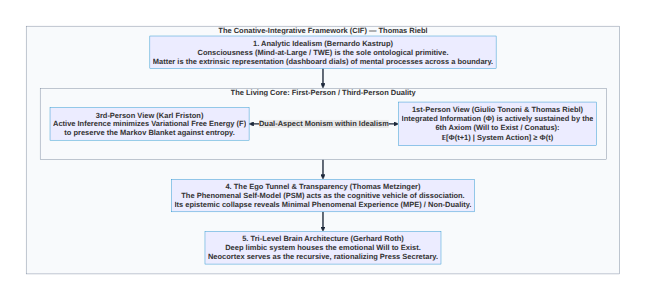 The Conative-Integrative Framework (CIF) — Thomas Riebl
1. Analytic Idealism (Bernardo Kastrup)
Consciousness (Mind-at-Large / TWE) is the sole ontological primitive.
Matter is the extrinsic representation (dashboard dials) of mental processes across a boundary.
The Living Core: First-Person / Third-Person Duality
3rd-Person View (Karl Friston)
Active Inference minimizes Variational Free Energy (F)
to preserve the Markov Blanket against entropy.
Dual-Aspect Monism within Idealism
1st-Person View (Giulio Tononi & Thomas Riebl)
Integrated Information (Φ) is actively sustained by the
6th Axiom (Will to Exist / Conatus):
E[Φ(t+1) | System Action] ≥ Φ(t)
4. The Ego Tunnel & Transparency (Thomas Metzinger)
The Phenomenal Self-Model (PSM) acts as the cognitive vehicle of dissociation.
Its epistemic collapse reveals Minimal Phenomenal Experience (MPE) / Non-Duality.
5. Tri-Level Brain Architecture (Gerhard Roth)
Deep limbic system houses the emotional Will to Exist.
Neocortex serves as the recursive, rationalizing Press Secretary.